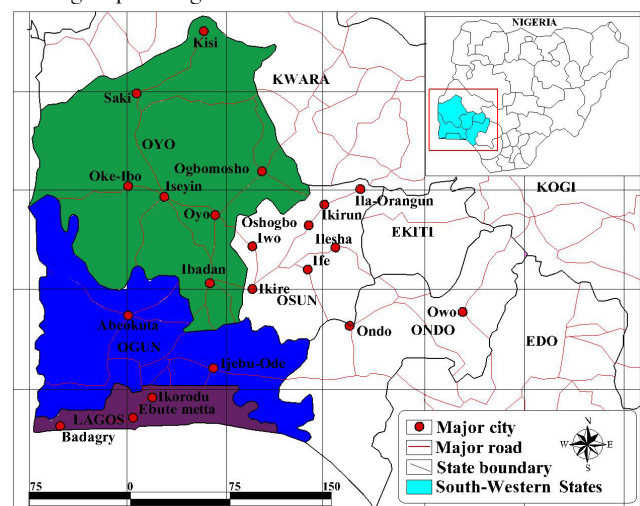 NIGERIA
Kisi
KWARA
Saki
OYO
Ogbomosho
Oke-Ibo
Iseyin
KOGI
Ila-Orangun
Ikirun
Oyo
Oshogbo
EKITI
Iwo
Ilesha
Ife
Ibadan
Ikire
OSUN
Owo
Abeokuta
Ondo
ONDO
OGUN
EDO
Ijebu-Ode
Ikorodu
Ebute metta
LAGOS
Badagry
Major city
Major road
State boundary
South-Western States
N
W
E
S
75 0 75 150